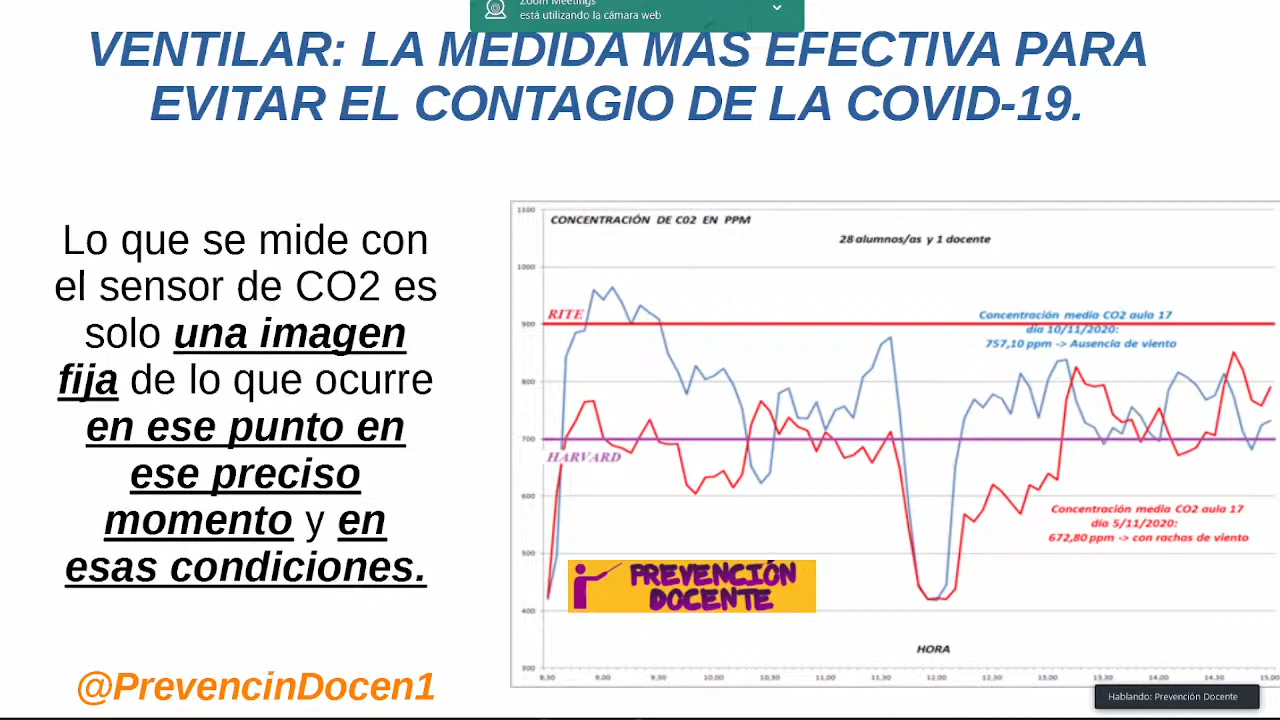 Zoom Meetings
está utilizando la cámara web
VENTILAR: LA MEDIDA MÁS EFECTIVA PARA
EVITAR EL CONTAGIO DE LA COVID-19.
Lo que se mide con
el sensor de CO2 es
solo una imagen
fija de lo que ocurre
en ese punto en
ese preciso
momento y en
esas condiciones.
@PrevencinDocen1
CONCENTRACIÓN DE C02 EN PPM
28 alumnos/as y 1 docente
1100
1000
900
800
700
600
500
400
300
RITE
HARVARD
Concentración media CO2 aula 17
día 10/11/2020:
757,10 ppm -> Ausencia de viento
Concentración media CO2 aula 17
día 5/11/2020:
672,80 ppm -> con rachas de viento
PREVENCIÓN
DOCENTE
HORA
8,30 9,00 9,30 10,00 10,30 11,00 11,30 12,00 12,30 13,00 13,30 14,00 14,30 15,00
Hablando: Prevención Docente